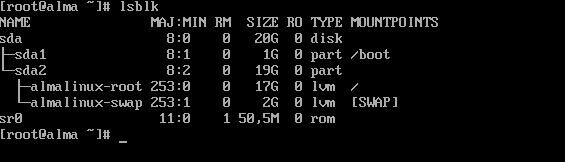 [root@alma ~]# lsblk
NAME               MAJ:MIN RM  SIZE RO TYPE MOUNTPOINTS
sda                  8:0    0   20G  0 disk
├─sda1               8:1    0    1G  0 part /boot
└─sda2               8:2    0   19G  0 part
  ├─almalinux-root 253:0    0   17G  0 lvm  /
  └─almalinux-swap 253:1    0    2G  0 lvm  [SWAP]
sr0                 11:0    1 50,5M  0 rom
[root@alma ~]# _